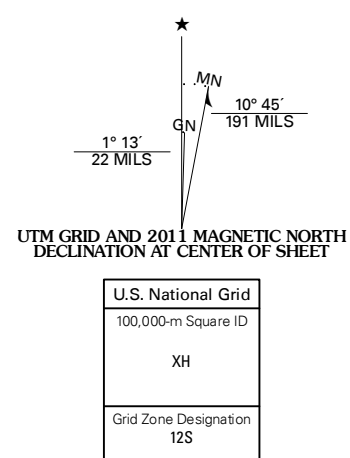 ★
MN
GN
10° 45´
191 MILS
1° 13´
22 MILS
UTM GRID AND 2011 MAGNETIC NORTH
DECLINATION AT CENTER OF SHEET
U.S. National Grid
100,000-m Square ID
XH
Grid Zone Designation
12S